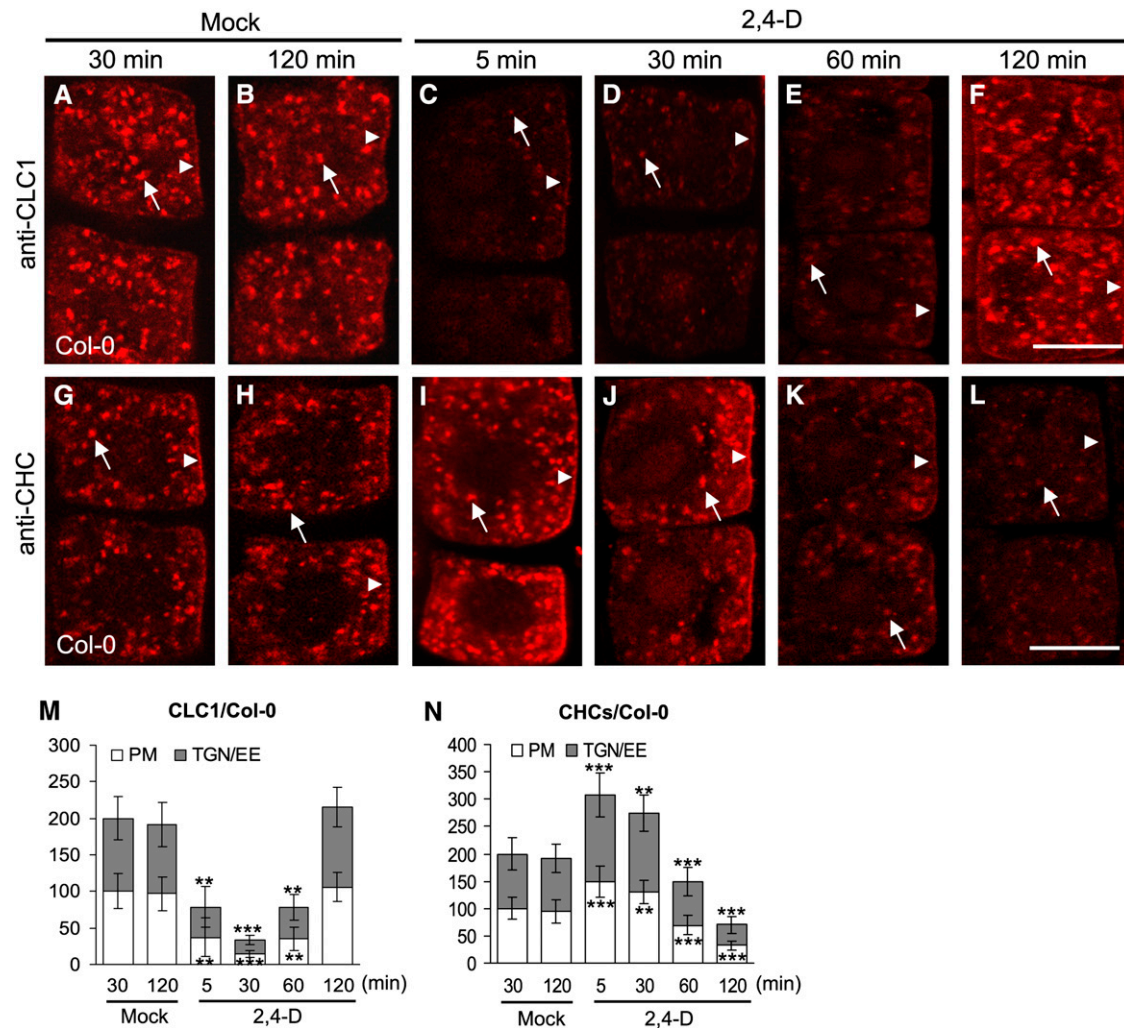 Mock 2,4-D
30 min 120 min 5 min 30 min 60 min 120 min
anti-CLC1
A B C D E F
Col-0
anti-CHC
G H I J K L
Col-0
M CLC1/Col-0
PM TGN/EE
300
250
200
150
100
50
0
** *** **
** *** **
30 120 5 30 60 120 (min)
Mock 2,4-D
N CHCs/Col-0
PM TGN/EE
400
350
300
250
200
150
100
50
0
*** ** *** ***
*** ** *** ***
30 120 5 30 60 120 (min)
Mock 2,4-D